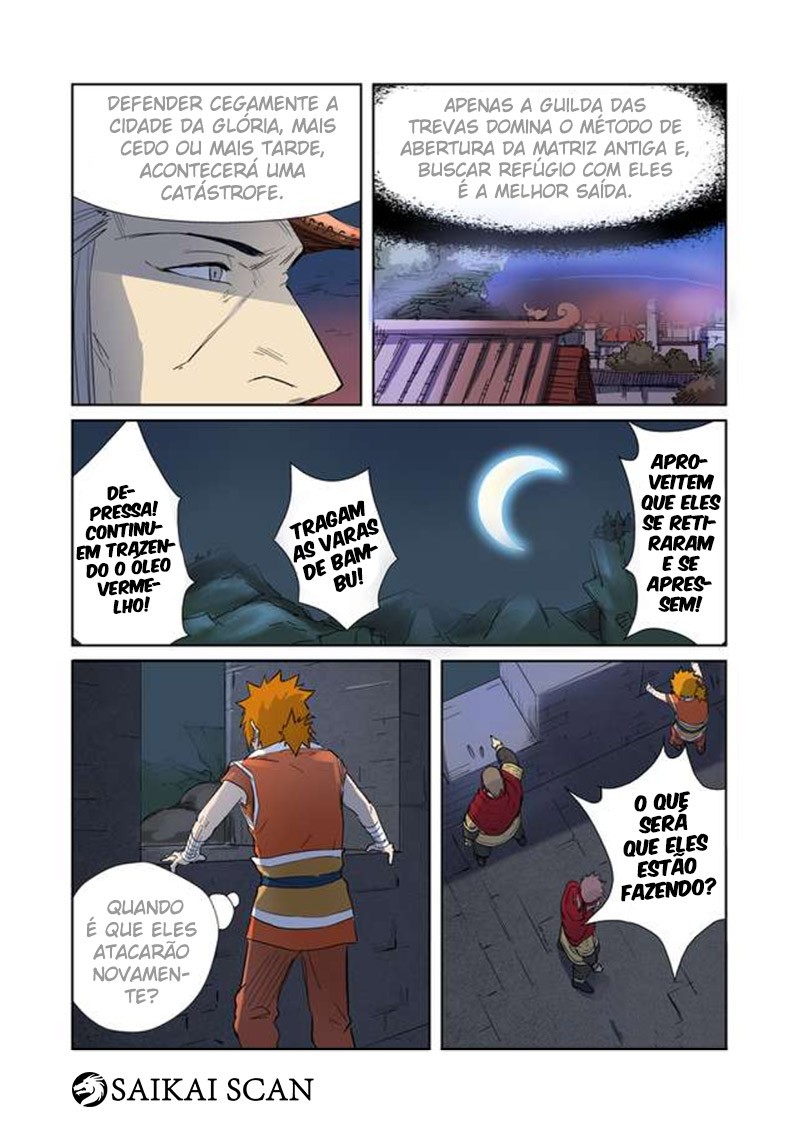 DEFENDER CEGAMENTE A
CIDADE DA GLÓRIA, MAIS
CEDO OU MAIS TARDE,
ACONTECERÁ UMA
CATÁSTROFE.
APENAS A GUILDA DAS
TREVAS DOMINA O MÉTODO DE
ABERTURA DA MATRIZ ANTIGA E,
BUSCAR REFÚGIO COM ELES
É A MELHOR SAÍDA.
DE-
PRESSA!
CONTINU-
EM TRAZEN-
DO O ÓLEO
VERME-
LHO!
TRAGAM
AS VARAS
DE BAM-
BU!
APRO-
VEITEM
QUE ELES
SE RETI-
RARAM
E SE
APRES-
SEM!
QUANDO
É QUE ELES
ATACARÃO
NOVAMEN-
TE?
O QUE
SERÁ
QUE ELES
ESTÃO
FAZENDO?
SAIKAI SCAN